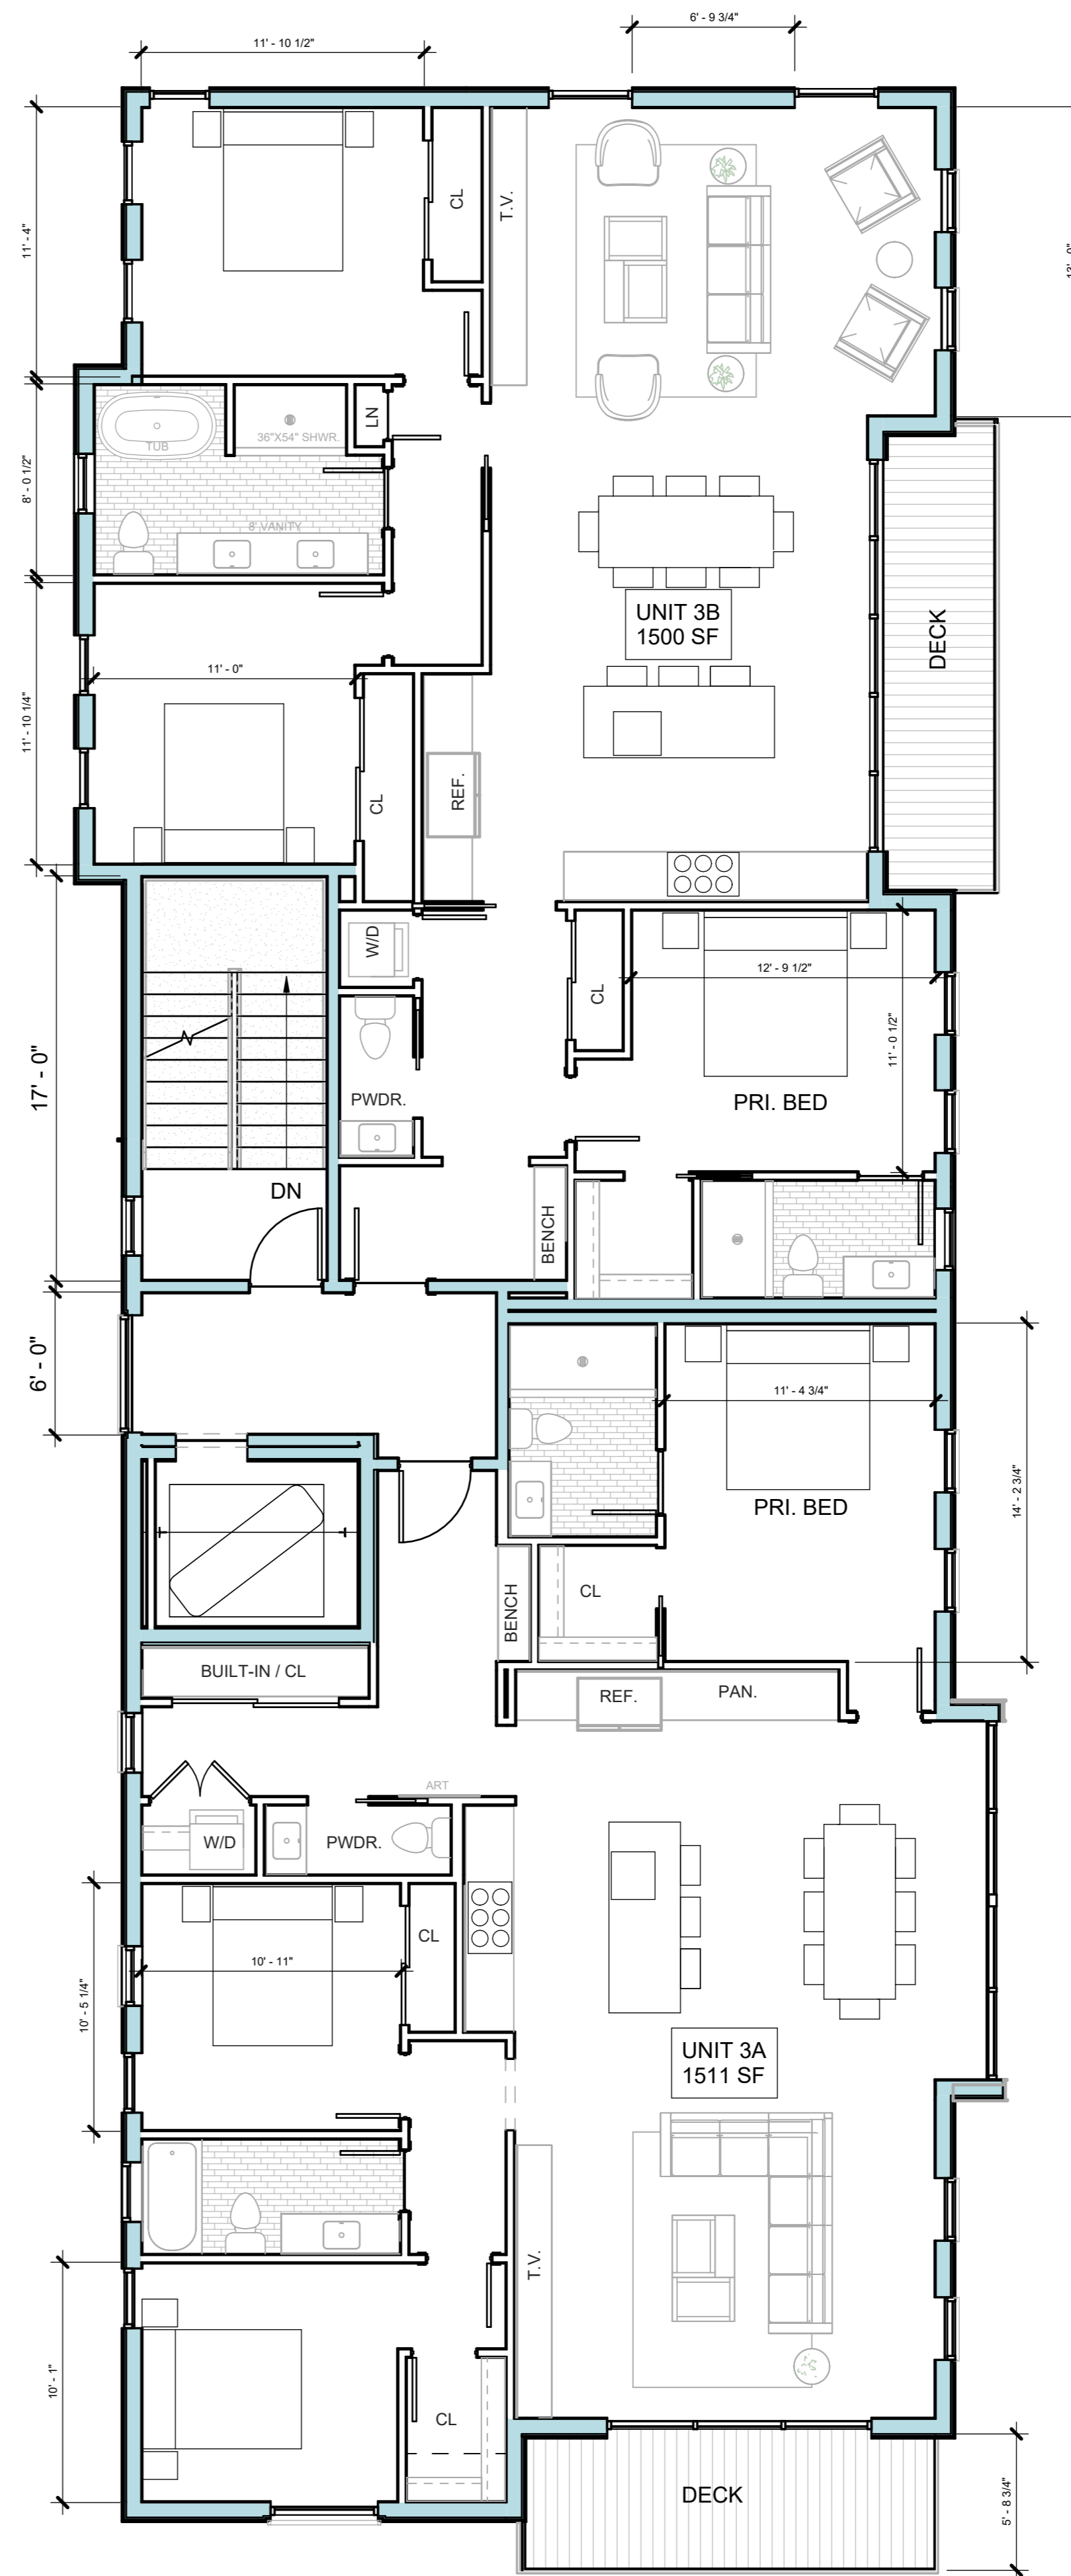 6' - 9 3/4"
11' - 10 1/2"
11' - 4"
CL
T.V.
13' - 0"
LN
36"X54" SHWR.
TUB
8' - 0 1/2"
8' VANITY
UNIT 3B
1500 SF
DECK
11' - 0"
11' - 10 1/4"
REF.
CL
W/D
12' - 9 1/2"
CL
11' - 0 1/2"
17' - 0"
PWDR.
PRI. BED
DN
BENCH
6' - 0"
11' - 4 3/4"
14' - 2 3/4"
PRI. BED
CL
BENCH
BUILT-IN / CL
REF.
PAN.
ART
W/D
PWDR.
CL
10' - 11"
10' - 5 1/4"
UNIT 3A
1511 SF
T.V.
10' - 1"
CL
DECK
5' - 8 3/4"